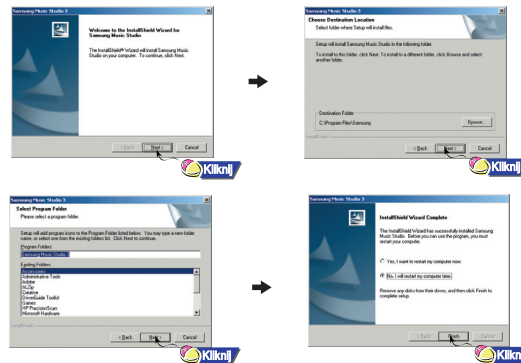 Samsung Music Studio 3
Welcome to the InstallShield Wizard for
Samsung Music Studio
The InstallShield® Wizard will install Samsung Music
Studio on your computer. To continue, click Next.
< Back
Next >
Cancel
Kliknij
Samsung Music Studio 3
Choose Destination Location
Select folder where Setup will install files.
Setup will install Samsung Music Studio in the following folder.
To install to this folder, click Next. To install to a different folder, click Browse and select
another folder.
Destination Folder
C:\Program Files\Samsung
Browse...
InstallShield
< Back
Next >
Cancel
Kliknij
Samsung Music Studio 3
Select Program Folder
Please select a program folder.
Setup will add program icons to the Program Folder listed below. You may type a new folder
name, or select one from the existing folders list. Click Next to continue.
Program Folders:
Samsung Music Studio
Existing Folders:
Accessories
Administrative Tools
Adobe
ALZip
Creative
DriverGuide Toolkit
Games
HP PrecisionScan
Microsoft Hardware
InstallShield
< Back
Next >
Cancel
Kliknij
Samsung Music Studio 3
InstallShield Wizard Complete
The InstallShield Wizard has successfully installed Samsung
Music Studio. Before you can use the program, you must
restart your computer.
Yes, I want to restart my computer now.
No, I will restart my computer later.
Remove any disks from their drives, and then click Finish to
complete setup.
< Back
Finish
Cancel
Kliknij